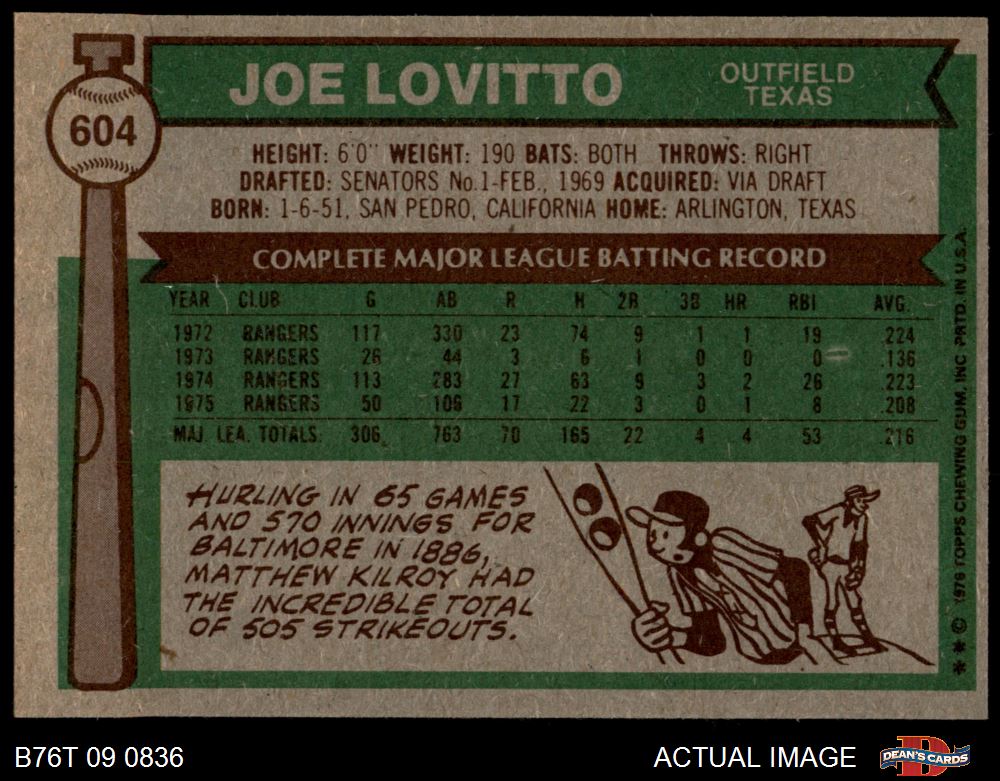 604
JOE LOVITTO
OUTFIELD
TEXAS
HEIGHT: 6'0" WEIGHT: 190 BATS: BOTH THROWS: RIGHT
DRAFTED: SENATORS No.1-FEB., 1969 ACQUIRED: VIA DRAFT
BORN: 1-6-51, SAN PEDRO, CALIFORNIA HOME: ARLINGTON, TEXAS
COMPLETE MAJOR LEAGUE BATTING RECORD
YEAR CLUB G AB R H 2B 3B HR RBI AVG.
1972 RANGERS 117 330 23 74 9 1 1 19 .224
1973 RANGERS 26 44 3 6 1 0 0 0 .136
1974 RANGERS 113 283 27 63 9 3 2 26 .223
1975 RANGERS 50 106 17 22 3 0 1 8 .208
MAJ. LEA. TOTALS: 306 763 70 165 22 4 4 53 .216
HURLING IN 65 GAMES
AND 570 INNINGS FOR
BALTIMORE IN 1886,
MATTHEW KILROY HAD
THE INCREDIBLE TOTAL
OF 505 STRIKEOUTS.
* * © 1976 TOPPS CHEWING GUM, INC. PRTD. IN U.S.A.
B76T 09 0836
ACTUAL IMAGE
D
DEAN'S CARDS